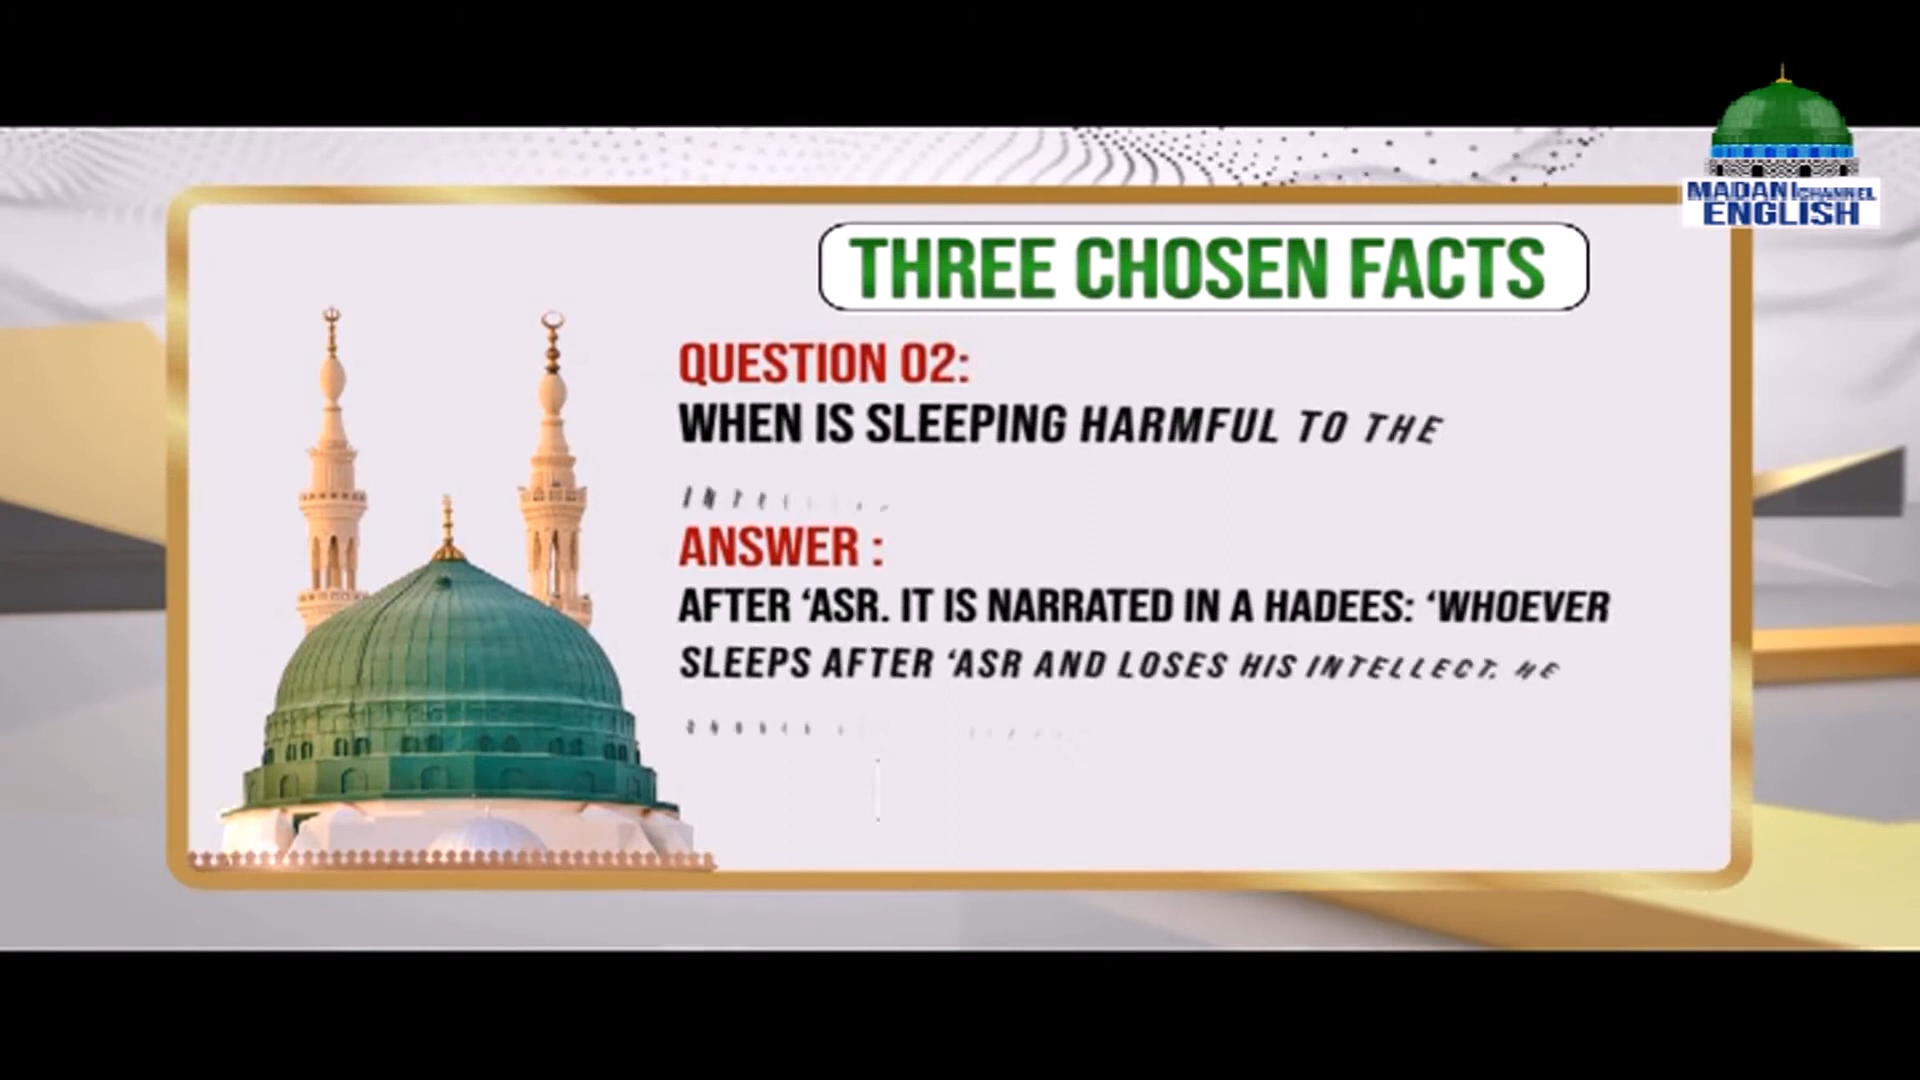 MADANI CHANNEL
ENGLISH
THREE CHOSEN FACTS
QUESTION 02:
WHEN IS SLEEPING HARMFUL TO THE
ANSWER :
AFTER ‘ASR. IT IS NARRATED IN A HADEES: ‘WHOEVER
SLEEPS AFTER ‘ASR AND LOSES HIS INTELLECT, HE